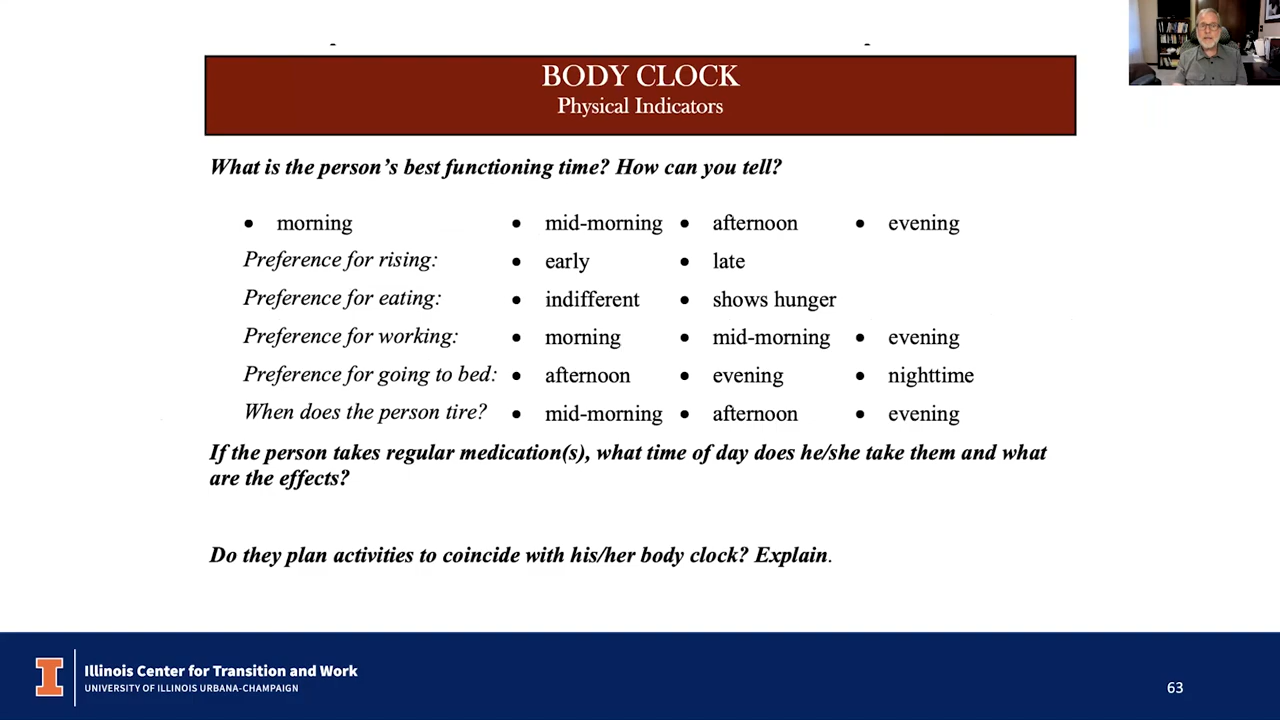 BODY CLOCK
Physical Indicators
What is the person's best functioning time? How can you tell?
• morning • mid-morning • afternoon • evening
Preference for rising: • early • late
Preference for eating: • indifferent • shows hunger
Preference for working: • morning • mid-morning • evening
Preference for going to bed: • afternoon • evening • nighttime
When does the person tire? • mid-morning • afternoon • evening
If the person takes regular medication(s), what time of day does he/she take them and what
are the effects?
Do they plan activities to coincide with his/her body clock? Explain.
I
Illinois Center for Transition and Work
UNIVERSITY OF ILLINOIS URBANA-CHAMPAIGN
63